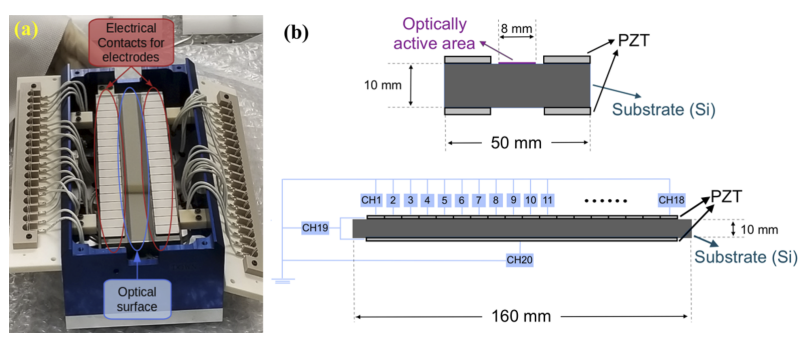 (a)
Electrical
Contacts for
electrodes
Optical
surface
(b)
Optically
active area
8 mm
PZT
10 mm
Substrate (Si)
50 mm
CH1 2 3 4 5 6 7 8 9 10 11 ...... CH18
PZT
CH19
10 mm
Substrate (Si)
CH20
160 mm